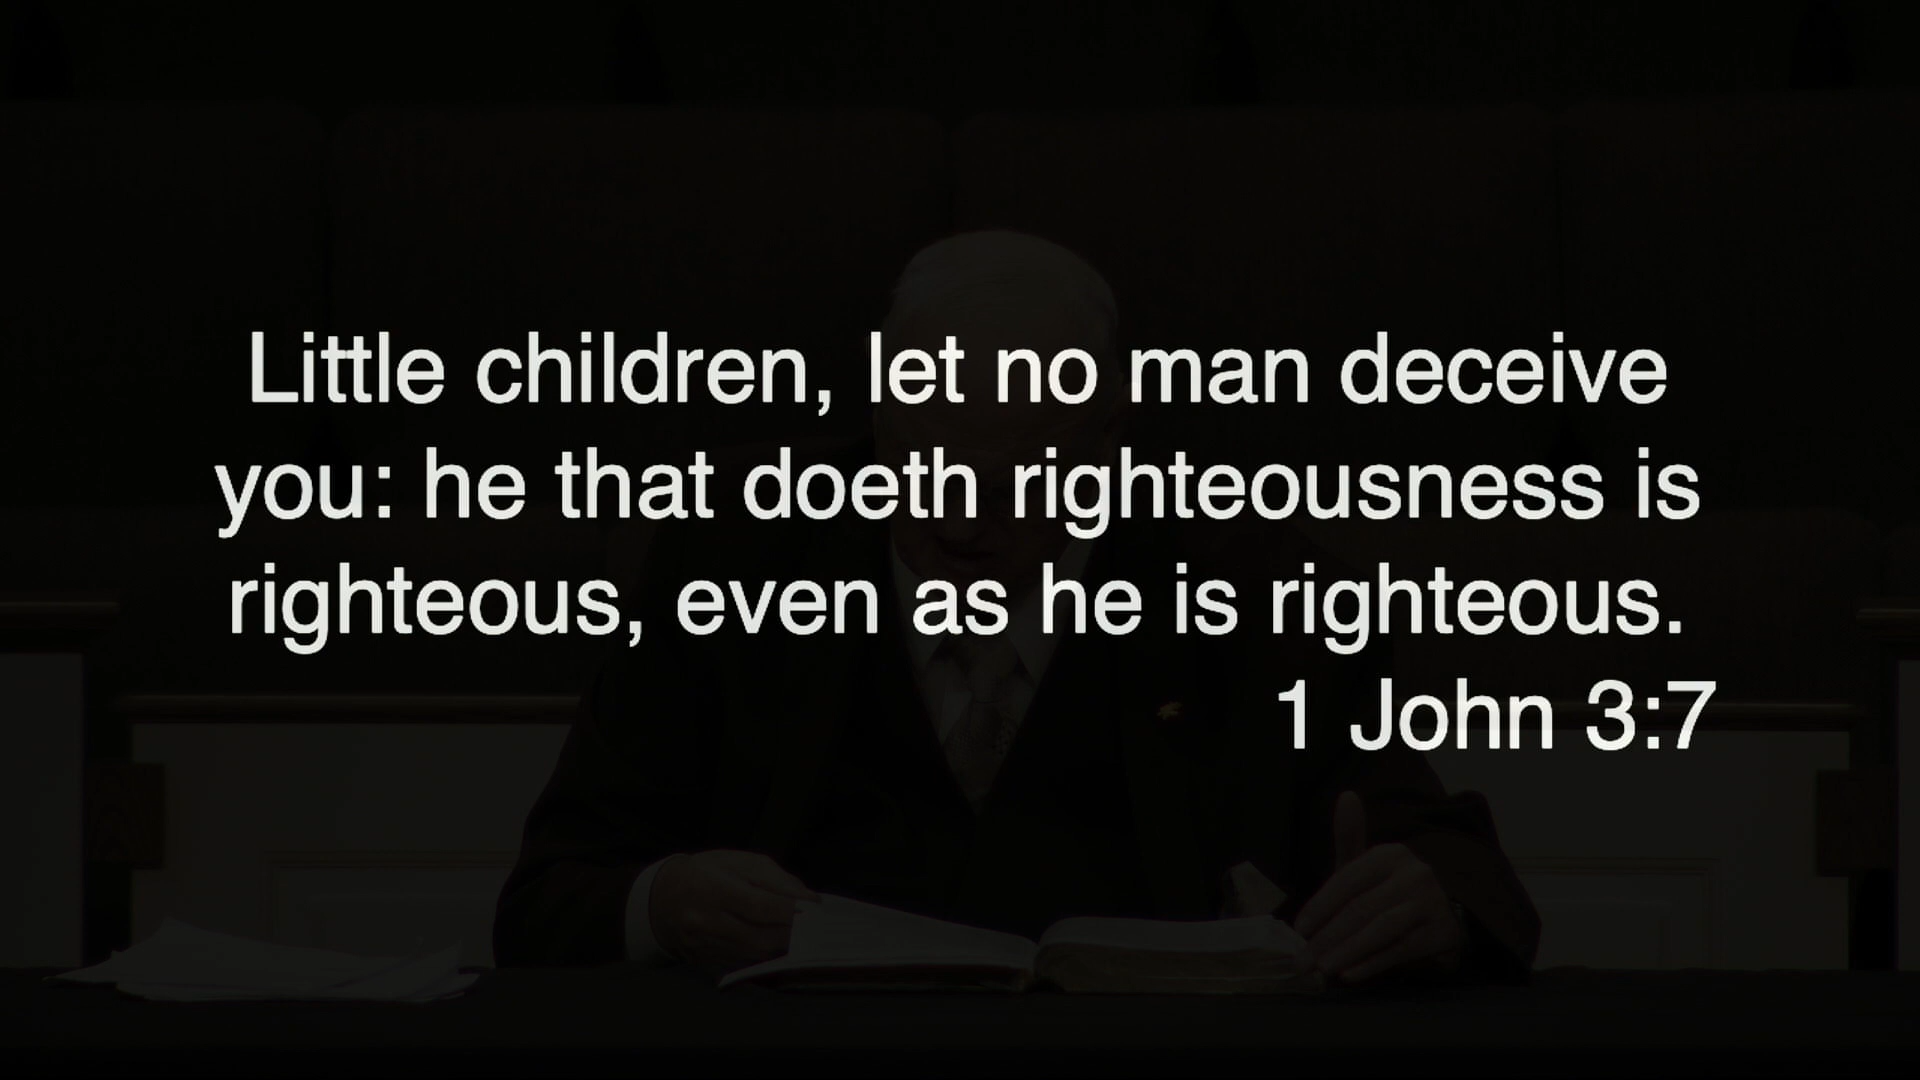 Little children, let no man deceive
you: he that doeth righteousness is
righteous, even as he is righteous.
1 John 3:7